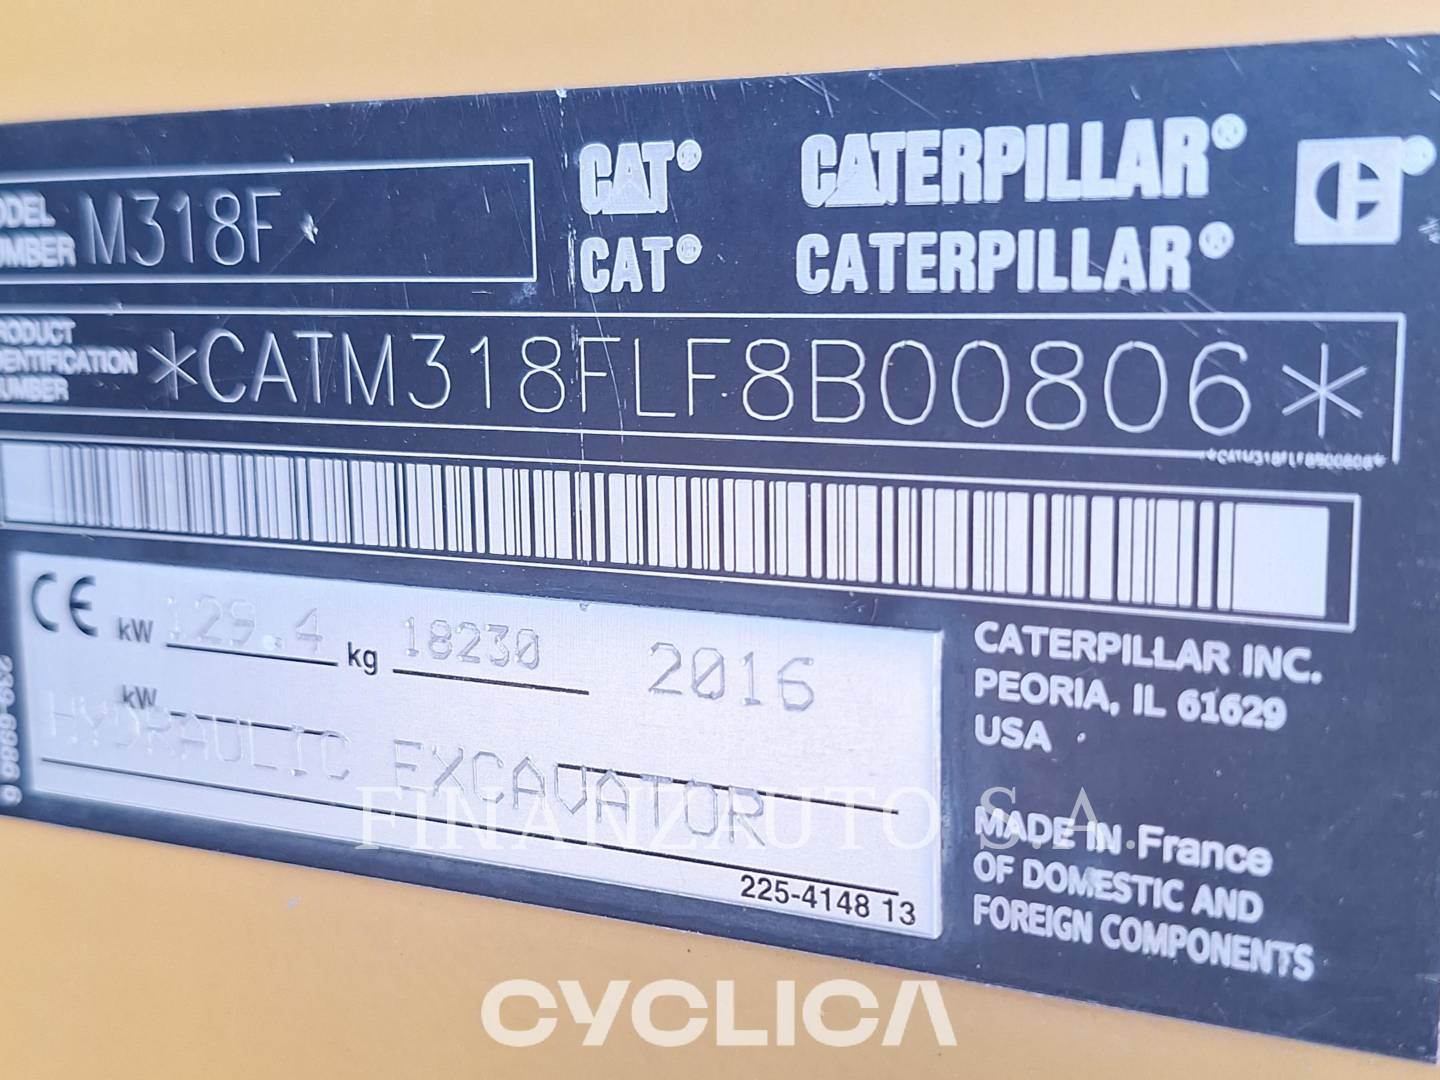 MODEL NUMBER M318F
CAT® CATERPILLAR®
CAT® CATERPILLAR®
PRODUCT IDENTIFICATION NUMBER *CATM318FLF8B00806*
*CATM318FLF8B00806*
CE kW 129.4 kg 18230 2016
kW
HYDRAULIC EXCAVATOR
225-4148 13
CATERPILLAR INC.
PEORIA, IL 61629
USA
MADE IN France
OF DOMESTIC AND
FOREIGN COMPONENTS
FINANZAUTO S.A.
CYCLICA